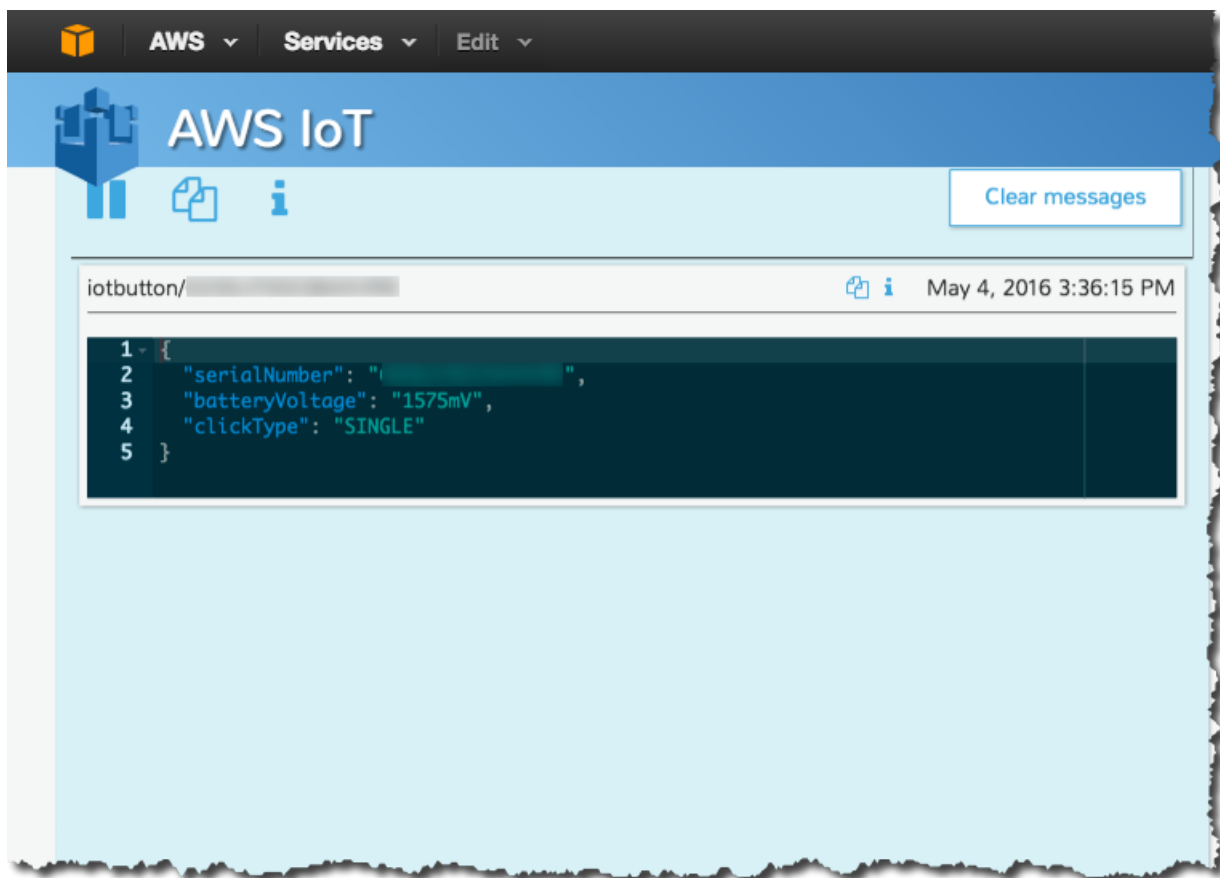 AWS Services Edit
AWS IoT
Clear messages
iotbutton/ May 4, 2016 3:36:15 PM
1 {
2 "serialNumber": " ",
3 "batteryVoltage": "1575mV",
4 "clickType": "SINGLE"
5 }